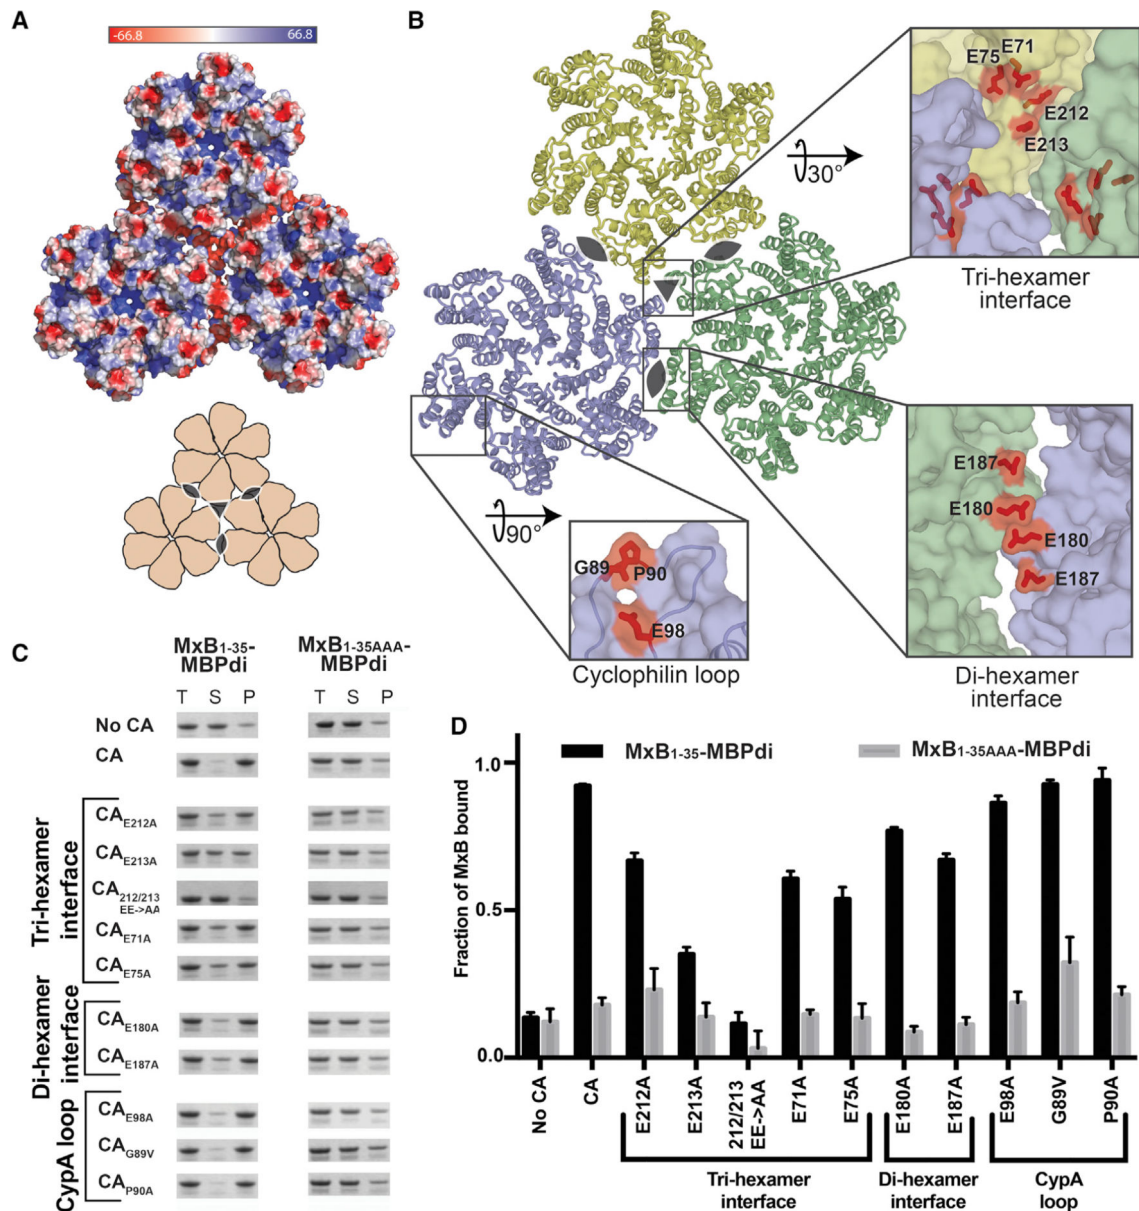 A
-66.8 66.8
B
E75 E71
E212
E213
30°
Tri-hexamer
interface
E187
E180
E180
E187
Di-hexamer
interface
90°
G89
P90
E98
Cyclophilin loop
C
MxB1-35-
MBPdi
MxB1-35AAA-
MBPdi
T S P T S P
No CA
CA
Tri-hexamer
interface
CAE212A
CAE213A
CA212/213
EE->AA
CAE71A
CAE75A
Di-hexamer
interface
CAE180A
CAE187A
CypA loop
CAE98A
CAG89V
CAP90A
D
MxB1-35-MBPdi
MxB1-35AAA-MBPdi
Fraction of MxB bound
1.0
0.5
0.0
No CA
CA
E212A
E213A
212/213
EE->AA
E71A
E75A
E180A
E187A
E98A
G89V
P90A
Tri-hexamer
interface
Di-hexamer
interface
CypA
loop